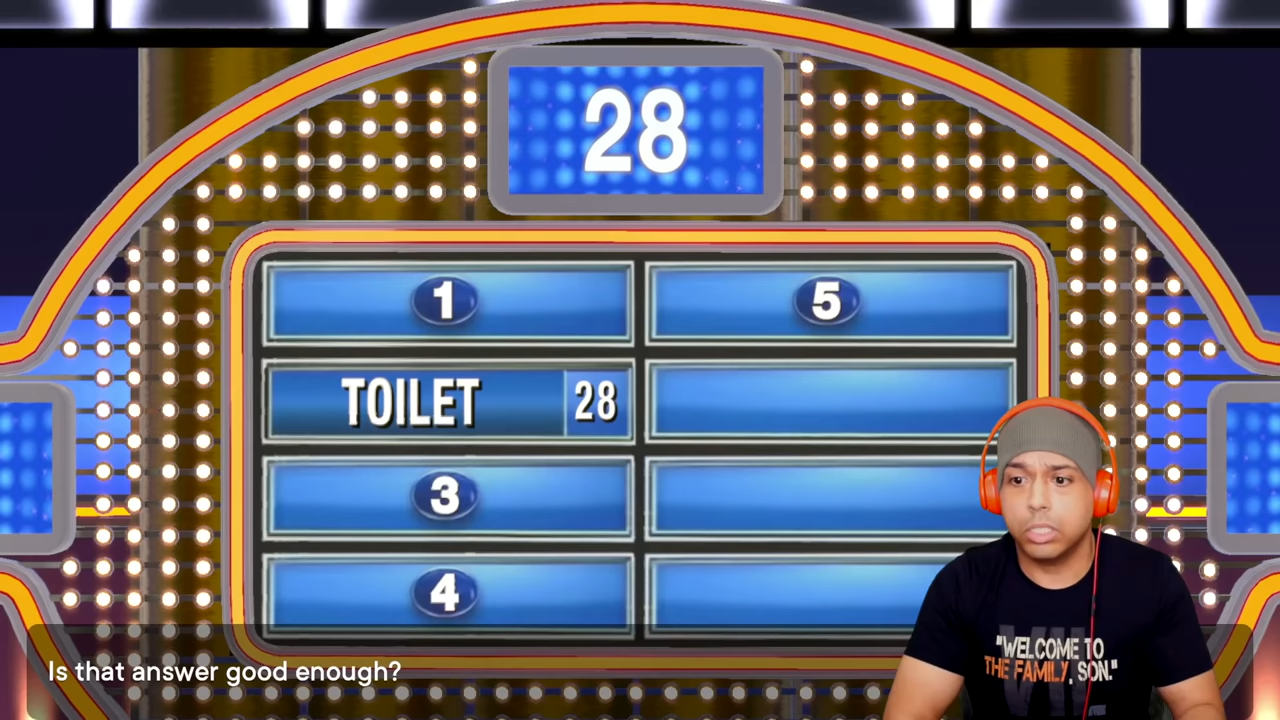 28
1
5
TOILET 28
3
4
"WELCOME TO
THE FAMILY, SON."
Is that answer good enough?